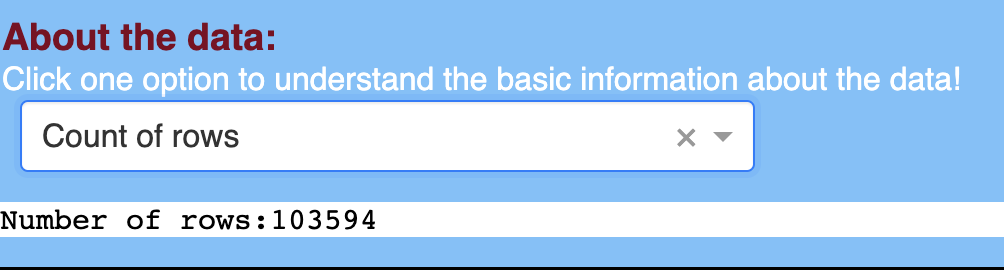 About the data:
Click one option to understand the basic information about the data!
Count of rows
Number of rows:103594